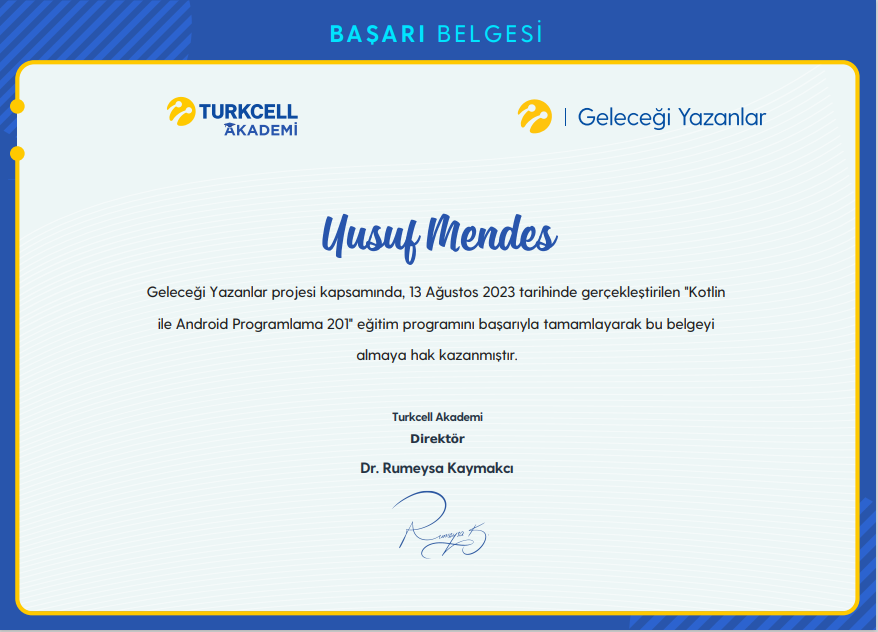 BAŞARI BELGESİ
TURKCELL
AKADEMİ
Geleceği Yazanlar
Yusuf Mendes
Geleceği Yazanlar projesi kapsamında, 13 Ağustos 2023 tarihinde gerçekleştirilen "Kotlin
ile Android Programlama 201" eğitim programını başarıyla tamamlayarak bu belgeyi
almaya hak kazanmıştır.
Turkcell Akademi
Direktör
Dr. Rumeysa Kaymakcı
Rumeysa K